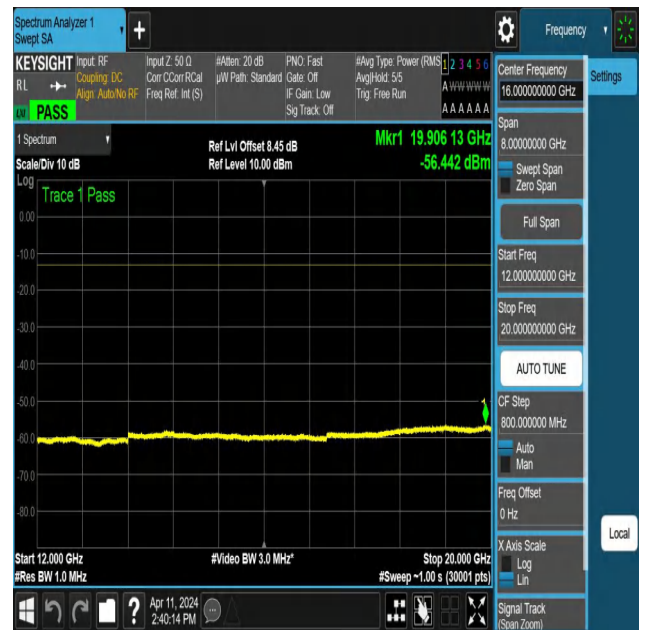 Spectrum Analyzer 1
Swept SA
+
Frequency
KEYSIGHT
RL
PASS
Input: RF
Coupling: DC
Align: Auto/No RF
Input Z: 50 Ω
Corr CCorr RCal
Freq Ref: Int (S)
#Atten: 20 dB
µW Path: Standard
PNO: Fast
Gate: Off
IF Gain: Low
Sig Track: Off
#Avg Type: Power (RMS)
Avg|Hold: 5/5
Trig: Free Run
1 2 3 4 5 6
A W W W W W
A A A A A A
1 Spectrum
Scale/Div 10 dB
Ref Lvl Offset 8.45 dB
Ref Level 10.00 dBm
Mkr1 19.906 13 GHz
-56.442 dBm
Log
Trace 1 Pass
0.00
-10.0
-20.0
-30.0
-40.0
-50.0
-60.0
-70.0
-80.0
1
Start 12.000 GHz
#Res BW 1.0 MHz
#Video BW 3.0 MHz*
Stop 20.000 GHz
#Sweep ~1.00 s (30001 pts)
Center Frequency
16.000000000 GHz
Settings
Span
8.00000000 GHz
Swept Span
Zero Span
Full Span
Start Freq
12.000000000 GHz
Stop Freq
20.000000000 GHz
AUTO TUNE
CF Step
800.000000 MHz
Auto
Man
Freq Offset
0 Hz
X Axis Scale
Log
Lin
Signal Track
(Span Zoom)
Local
?
Apr 11, 2024
2:40:14 PM